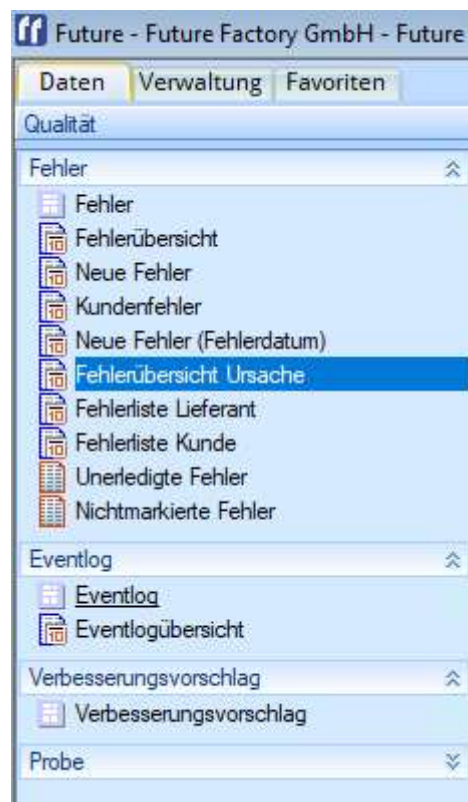 ff Future - Future Factory GmbH - Future
Daten Verwaltung Favoriten
Qualität
Fehler
Fehler
Fehlerübersicht
Neue Fehler
Kundenfehler
Neue Fehler (Fehlerdatum)
Fehlerübersicht Ursache
Fehlerliste Lieferant
Fehlerliste Kunde
Unerledigte Fehler
Nichtmarkierte Fehler
Eventlog
Eventlog
Eventlogübersicht
Verbesserungsvorschlag
Verbesserungsvorschlag
Probe